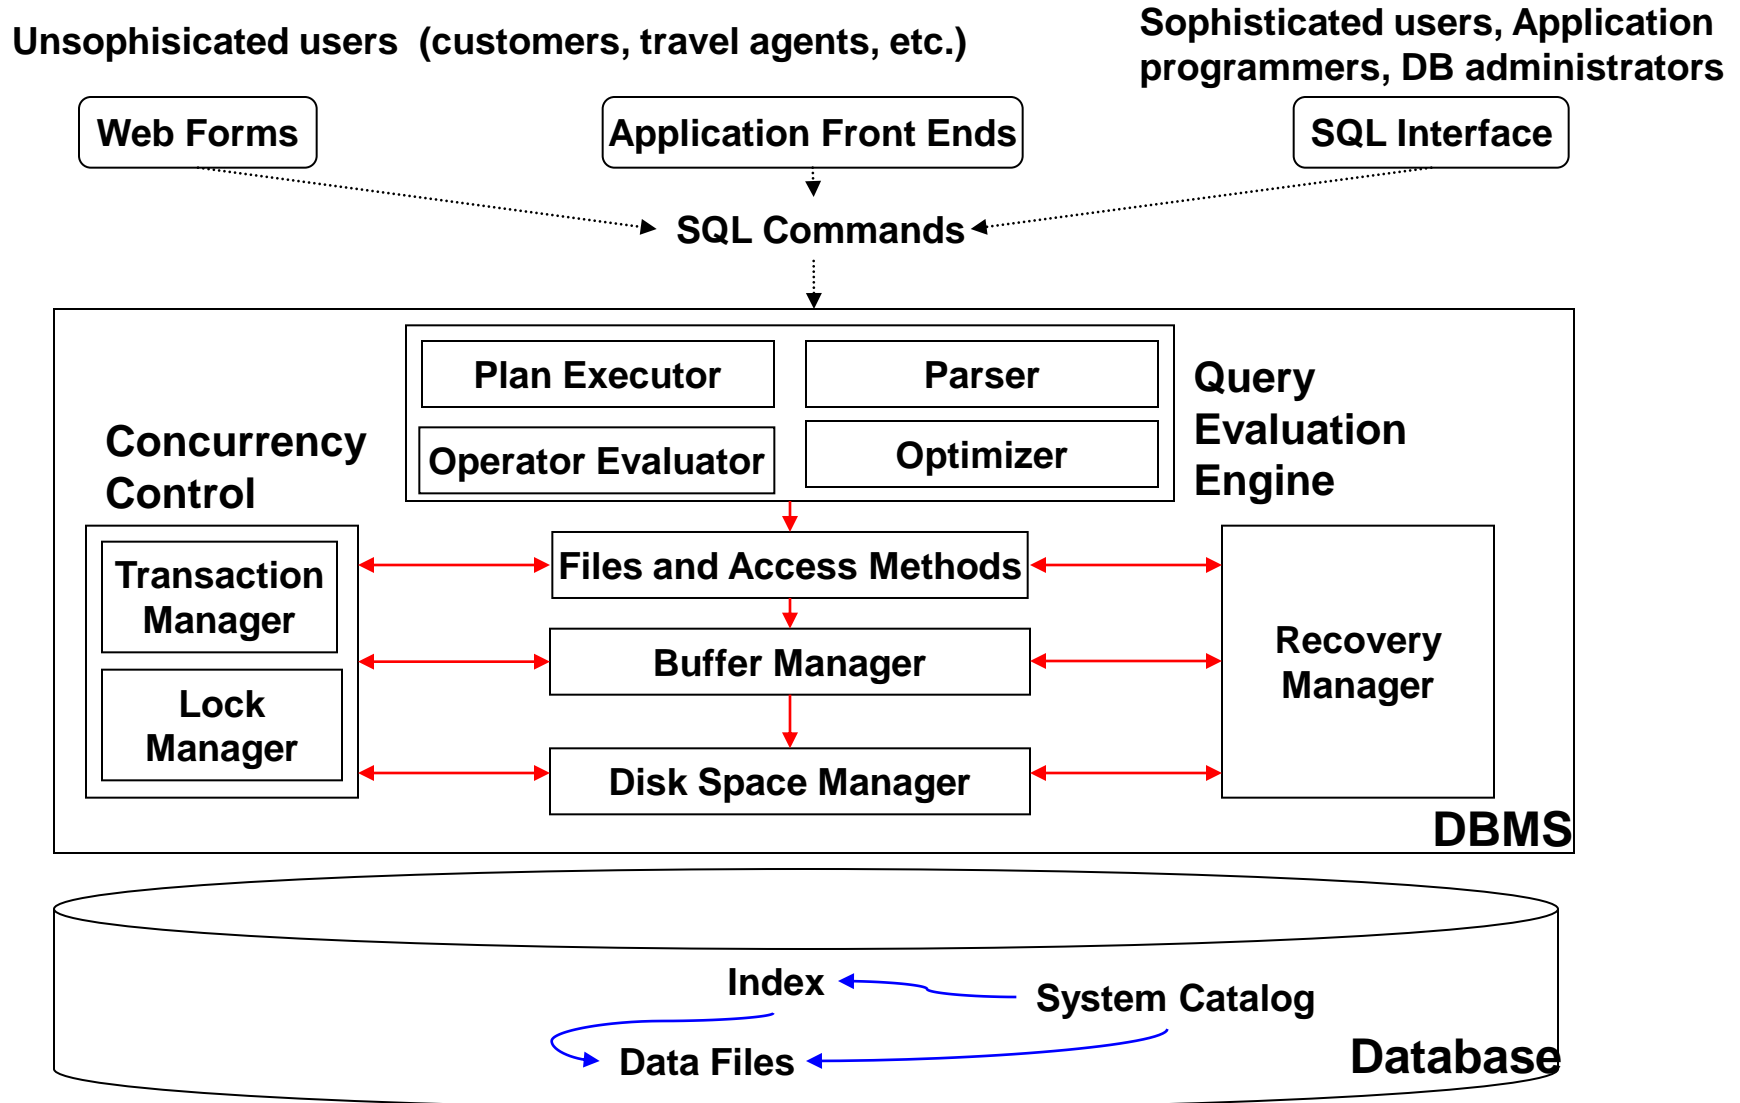 Unsophisicated users (customers, travel agents, etc.)
Sophisticated users, Application
programmers, DB administrators
Web Forms
Application Front Ends
SQL Interface
SQL Commands
Plan Executor
Parser
Operator Evaluator
Optimizer
Query
Evaluation
Engine
Concurrency
Control
Transaction
Manager
Lock
Manager
Files and Access Methods
Buffer Manager
Disk Space Manager
Recovery
Manager
DBMS
Index
System Catalog
Data Files
Database